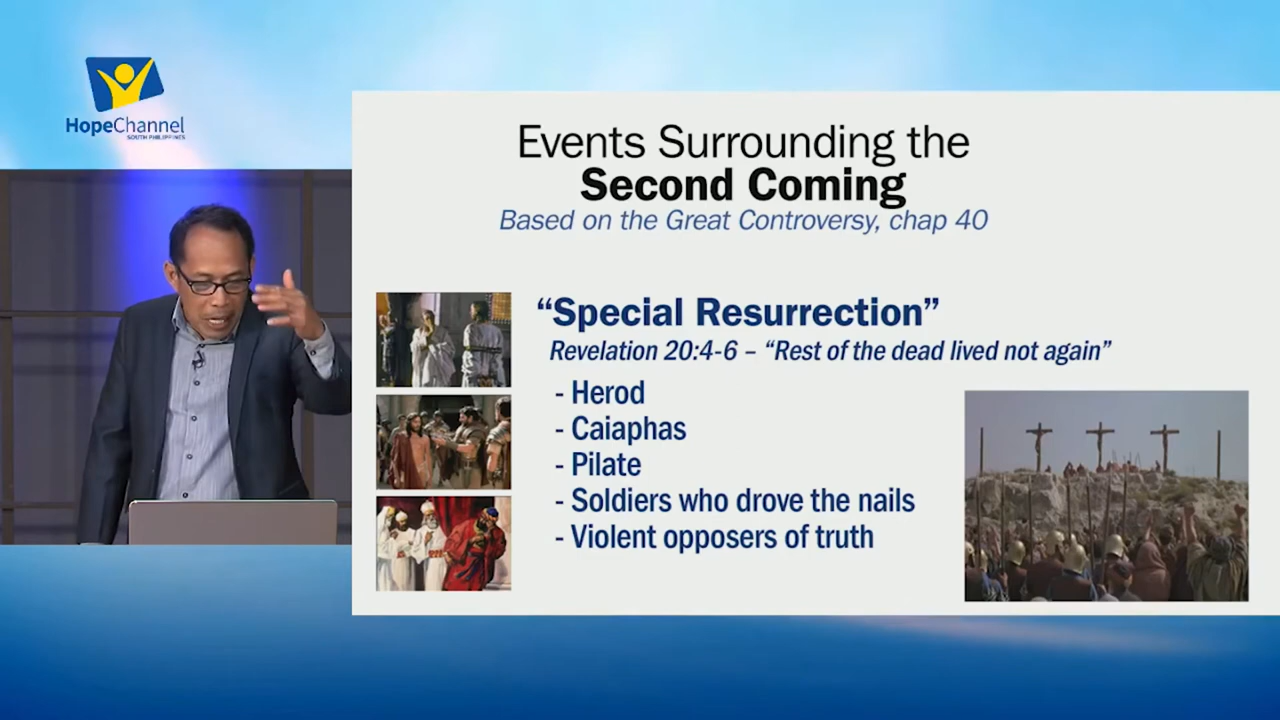 HopeChannel
SOUTH PHILIPPINES
Events Surrounding the
Second Coming
Based on the Great Controversy, chap 40
“Special Resurrection”
Revelation 20:4-6 – “Rest of the dead lived not again”
- Herod
- Caiaphas
- Pilate
- Soldiers who drove the nails
- Violent opposers of truth